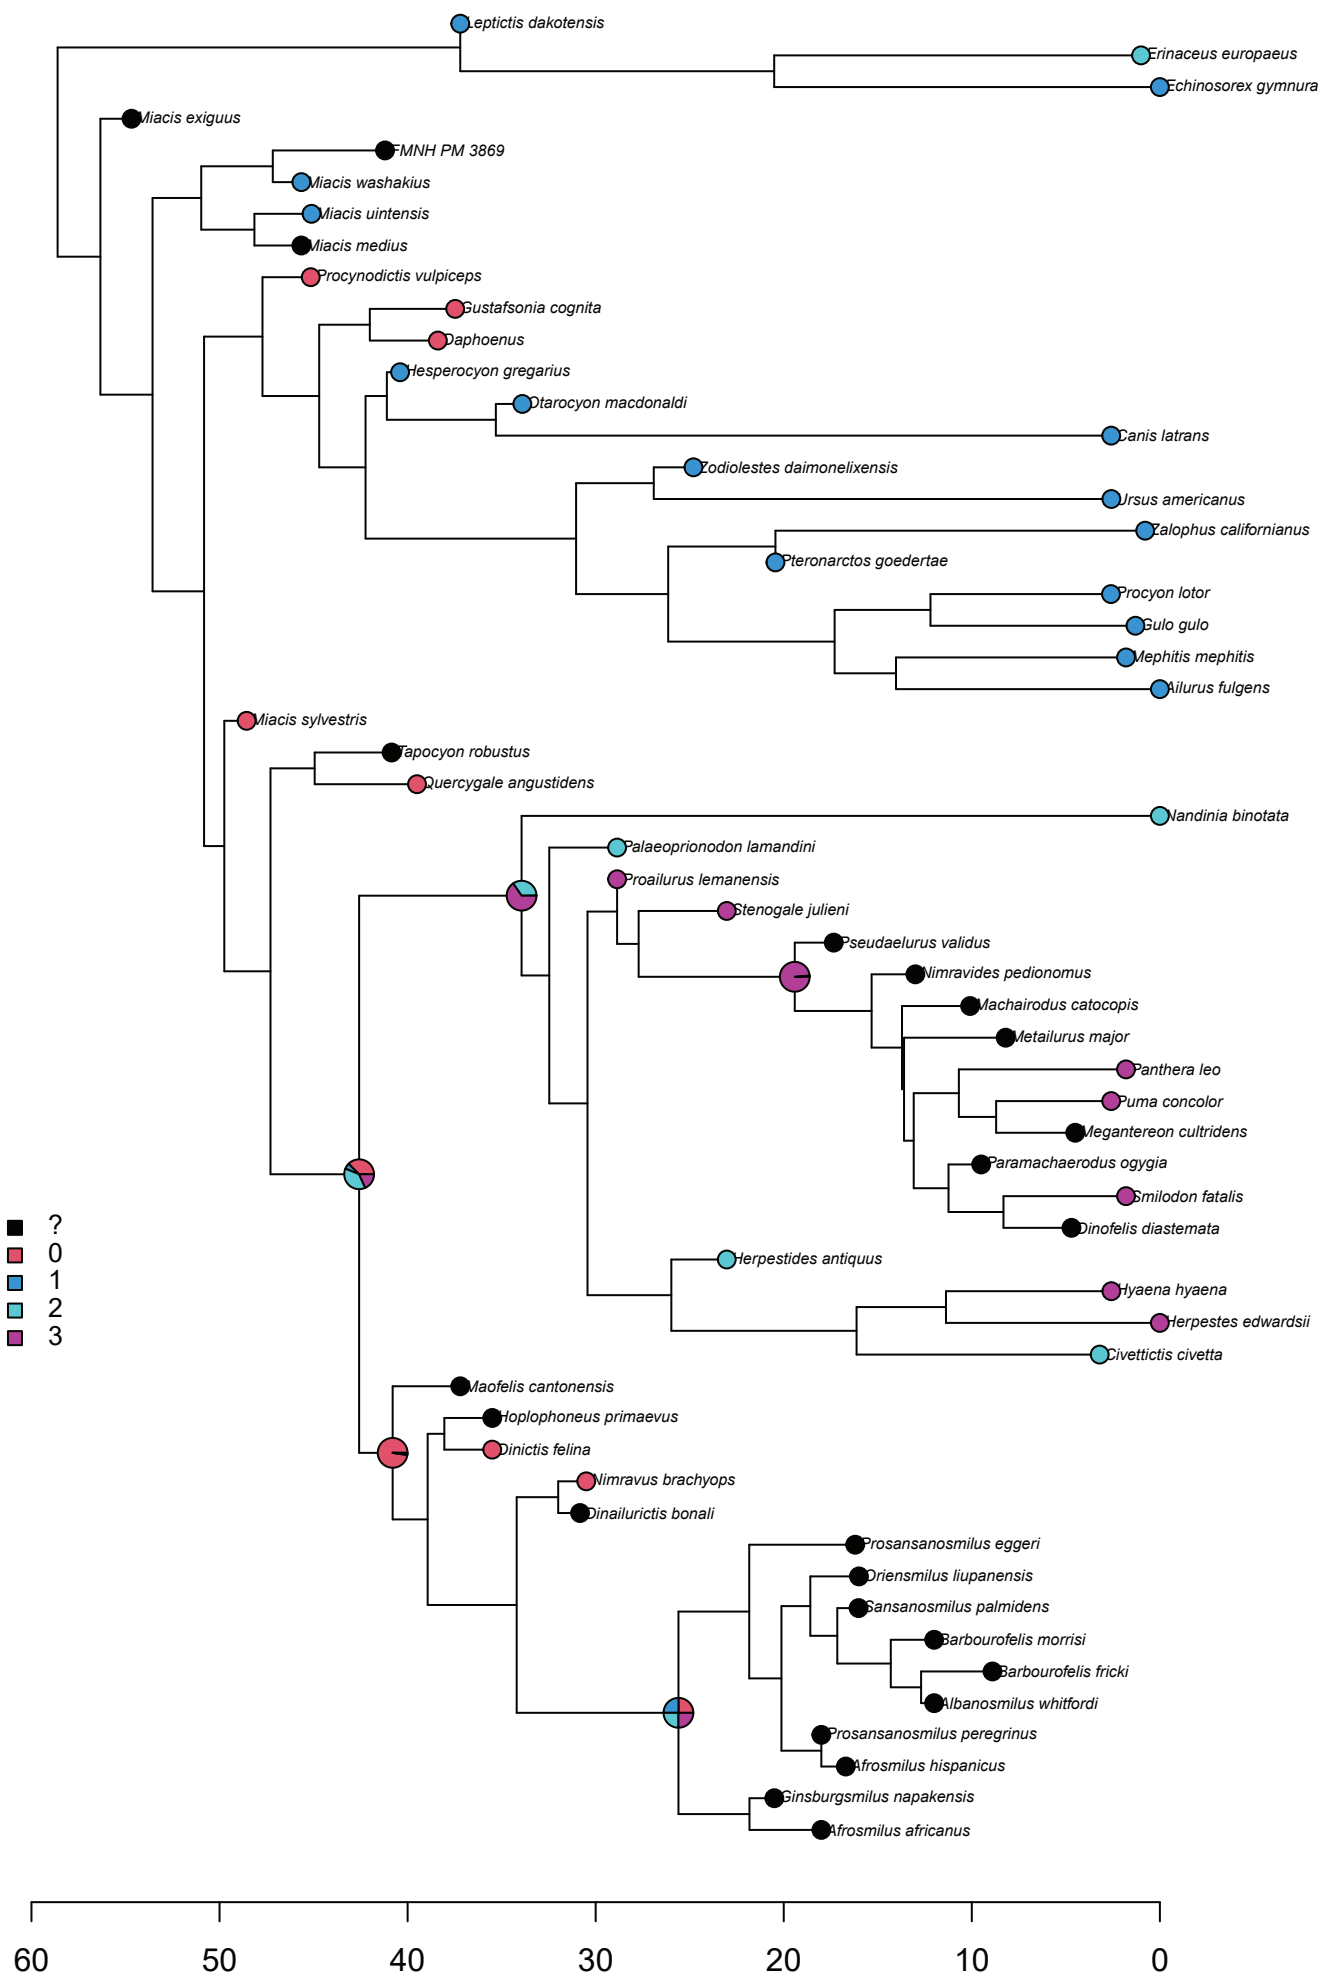 Leptictis dakotensis
Erinaceus europaeus
Echinosorex gymnura
Miacis exiguus
FMNH PM 3869
Miacis washakius
Miacis uintensis
Miacis medius
Procynodictis vulpiceps
Gustafsonia cognita
Daphoenus
Hesperocyon gregarius
Otarocyon macdonaldi
Canis latrans
Zodiolestes daimonelixensis
Ursus americanus
Zalophus californianus
Pteronarctos goedertae
Procyon lotor
Gulo gulo
Mephitis mephitis
Ailurus fulgens
Miacis sylvestris
Tapocyon robustus
Quercygale angustidens
Nandinia binotata
Palaeoprionodon lamandini
Proailurus lemanensis
Stenogale julieni
Pseudaelurus validus
Nimravides pedionomus
Machairodus catocopis
Metailurus major
Panthera leo
Puma concolor
Megantereon cultridens
Paramachaerodus ogygia
Smilodon fatalis
Dinofelis diastemata
?
0
1
2
3
Herpestides antiquus
Hyaena hyaena
Herpestes edwardsii
Civettictis civetta
Maofelis cantonensis
Hoplophoneus primaevus
Dinictis felina
Nimravus brachyops
Dinailurictis bonali
Prosansanosmilus eggeri
Oriensmilus liupanensis
Sansanosmilus palmidens
Barbourofelis morrisi
Barbourofelis fricki
Albanosmilus whitfordi
Prosansanosmilus peregrinus
Afrosmilus hispanicus
Ginsburgsmilus napakensis
Afrosmilus africanus
60 50 40 30 20 10 0